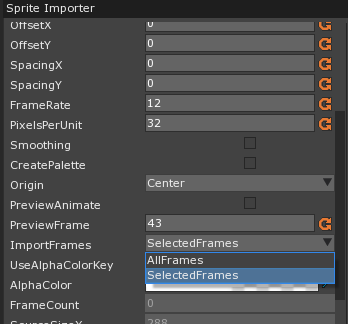 Sprite Importer
OffsetX 0
OffsetY 0
SpacingX 0
SpacingY 0
FrameRate 12
PixelsPerUnit 32
Smoothing
CreatePalette
Origin Center
PreviewAnimate
PreviewFrame 43
ImportFrames SelectedFrames
AllFrames
UseAlphaColorKey SelectedFrames
AlphaColor
FrameCount 0
SourceSizeX 288